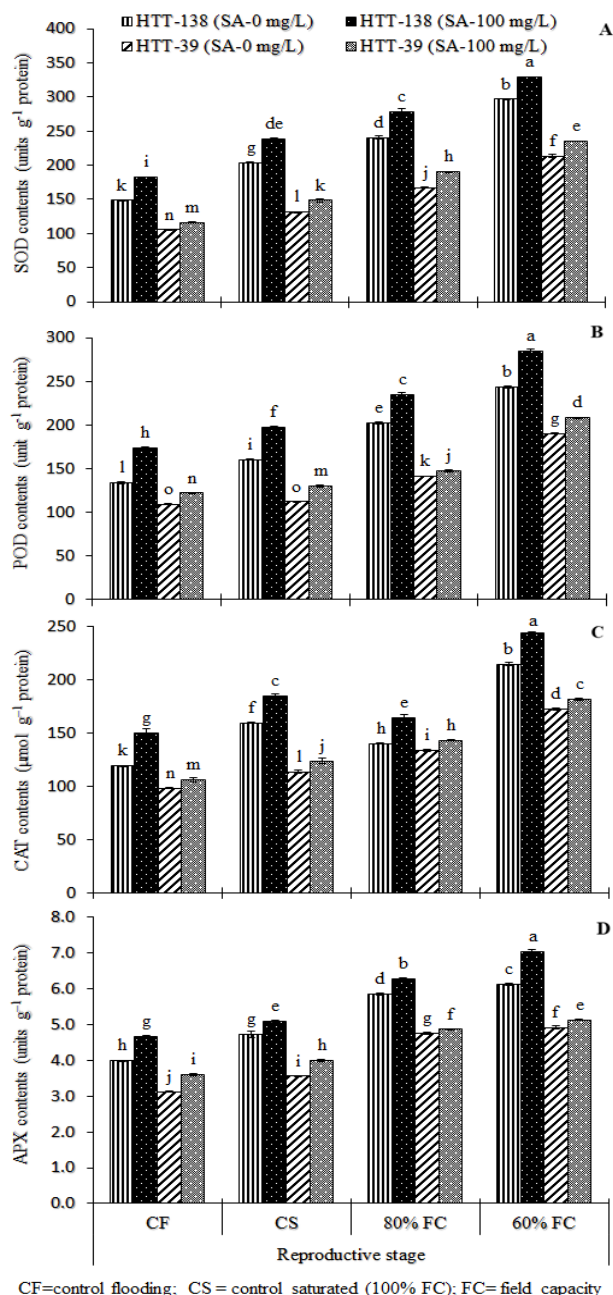 HTT-138 (SA-0 mg/L) HTT-138 (SA-100 mg/L)
HTT-39 (SA-0 mg/L) HTT-39 (SA-100 mg/L)
A
SOD contents (units g-1 protein)
350
300
250
200
150
100
50
0
k i n m g de l k d c j h b a f e
B
POD contents (unit g-1 protein)
300
250
200
150
100
50
0
l h o n i f o m e c k j b a g d
C
CAT contents (µmol g-1 protein)
250
200
150
100
50
0
k g n m f c l j h e i h b a d c
D
APX contents (units g-1 protein)
8.0
7.0
6.0
5.0
4.0
3.0
2.0
1.0
0.0
h g j i g e i h d b g f c a f e
CF CS 80% FC 60% FC
Reproductive stage
CF=control flooding; CS = control saturated (100% FC); FC= field capacity